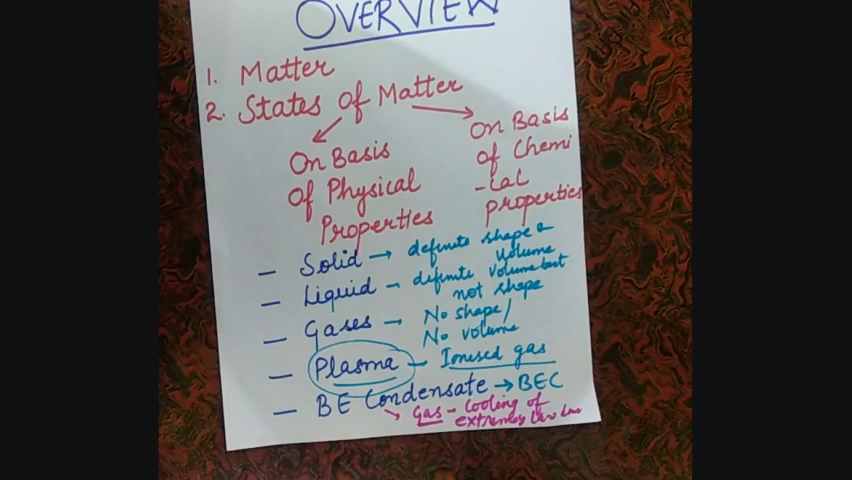 OVERVIEW
1. Matter
2. States of Matter
On Basis
of Physical
Properties
On Basis
of Chemi
-cal
properties
- Solid → definite shape &
volume
- Liquid → definite volume but
not shape
- Gases → No shape/
No volume
- Plasma - Ionised gas
- BE Condensate → BEC
→ Gas - Cooling of
extremely low